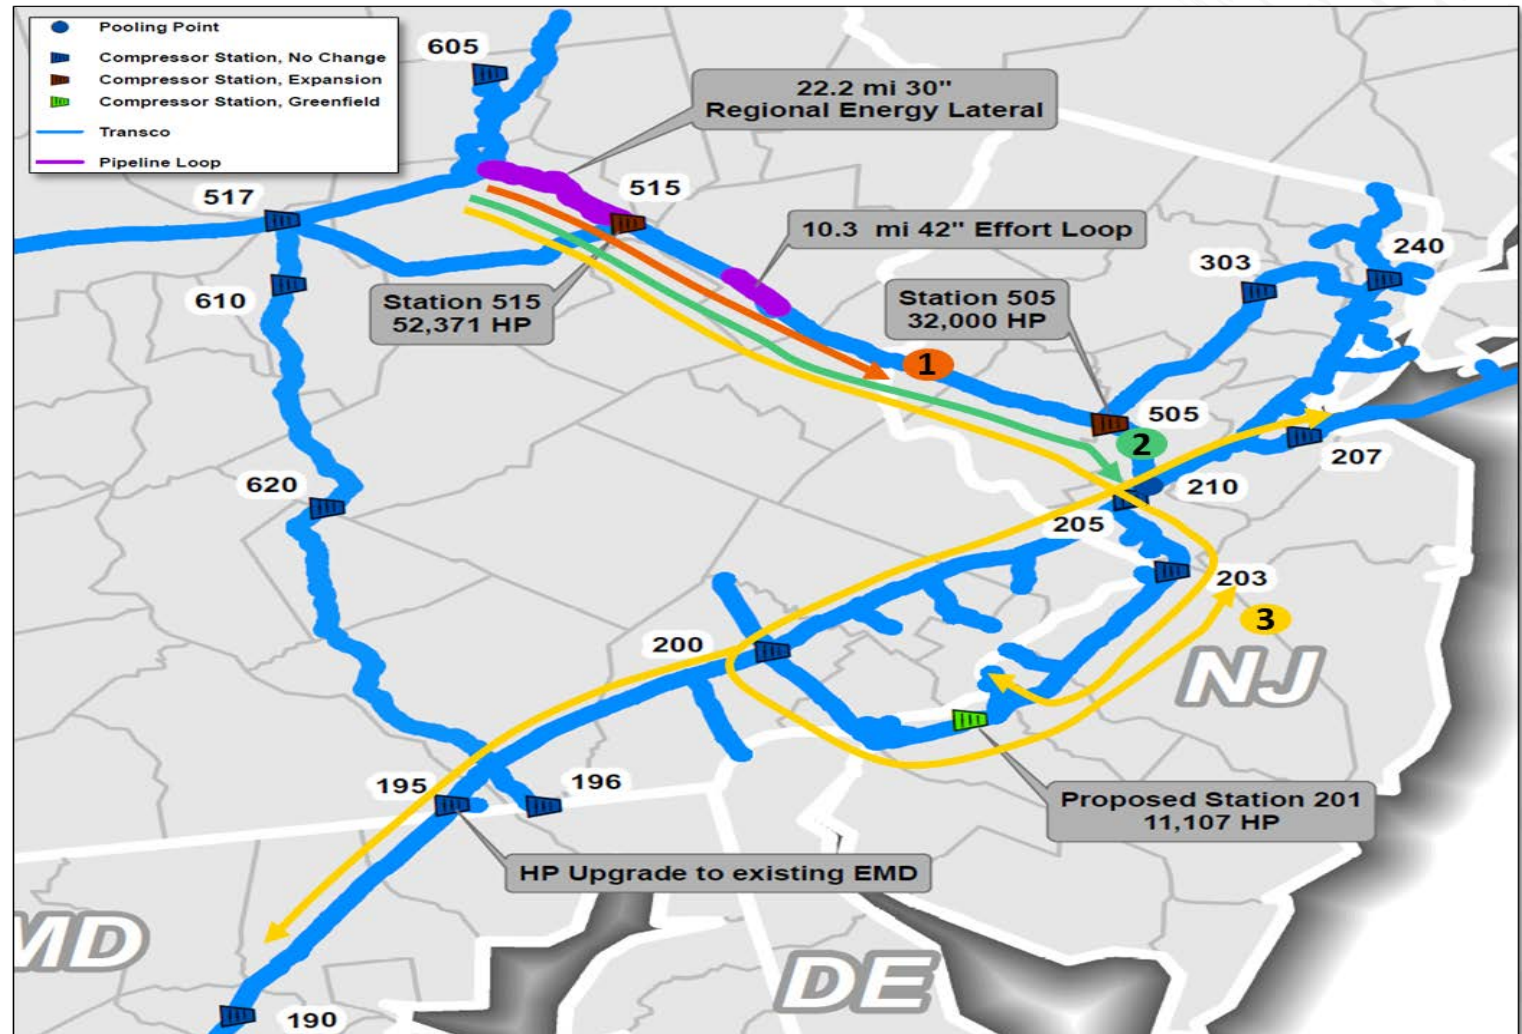 Pooling Point
Compressor Station, No Change
Compressor Station, Expansion
Compressor Station, Greenfield
Transco
Pipeline Loop
605
22.2 mi 30"
Regional Energy Lateral
517
515
10.3 mi 42" Effort Loop
240
303
610
Station 515
52,371 HP
Station 505
32,000 HP
1
505
2
207
620
210
205
203
3
200
NJ
195
196
Proposed Station 201
11,107 HP
HP Upgrade to existing EMD
MD
DE
190